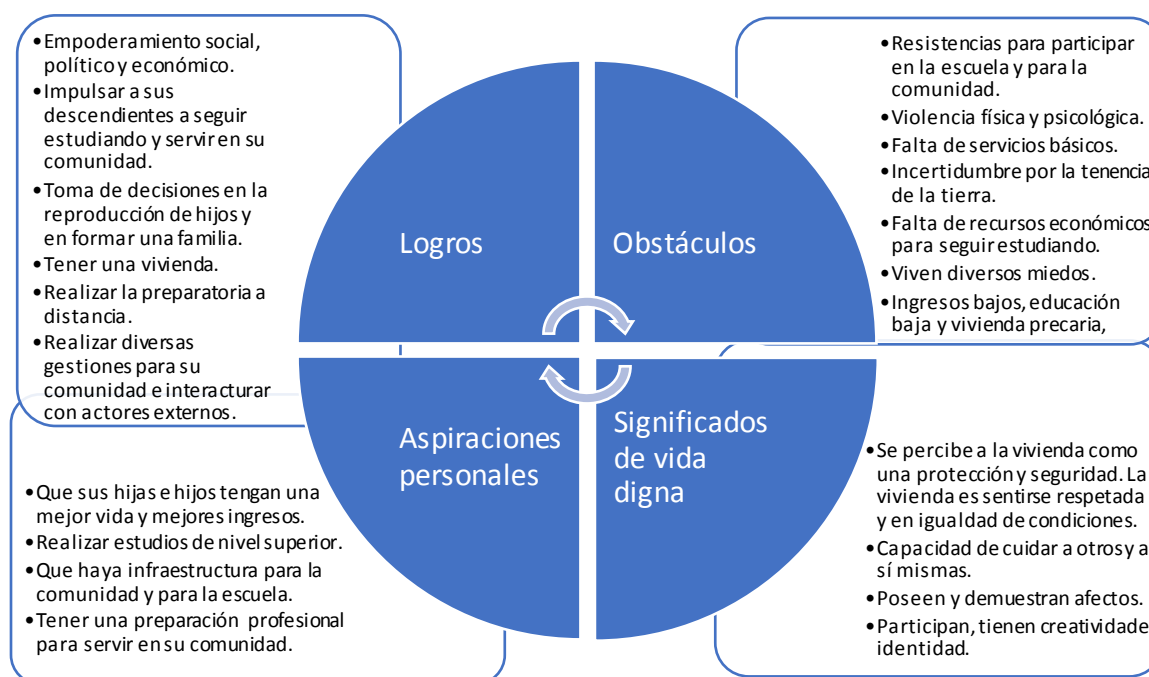 •Empoderamiento social,
político y económico.
•Impulsar a sus
descendientes a seguir
estudiando y servir en su
comunidad.
•Toma de decisiones en la
reproducción de hijos y
en formar una familia.
•Tener una vivienda.
•Realizar la preparatoria a
distancia.
•Realizar diversas
gestiones para su
comunidad e interacturar
con actores externos.
Logros
Obstáculos
•Resistencias para participar
en la escuela y para la
comunidad.
•Violencia física y psicológica.
•Falta de servicios básicos.
•Incertidumbre por la tenencia
de la tierra.
•Falta de recursos económicos
para seguir estudiando.
•Viven diversos miedos.
•Ingresos bajos, educación
baja y vivienda precaria,
Aspiraciones
personales
•Que sus hijas e hijos tengan una
mejor vida y mejores ingresos.
•Realizar estudios de nivel superior.
•Que haya infraestructura para la
comunidad y para la escuela.
•Tener una preparación profesional
para servir en su comunidad.
Significados
de vida
digna
•Se percibe a la vivienda como
una protección y seguridad. La
vivienda es sentirse respetada
y en igualdad de condiciones.
•Capacidad de cuidar a otros y a
sí mismas.
•Poseen y demuestran afectos.
•Participan, tienen creatividade
identidad.